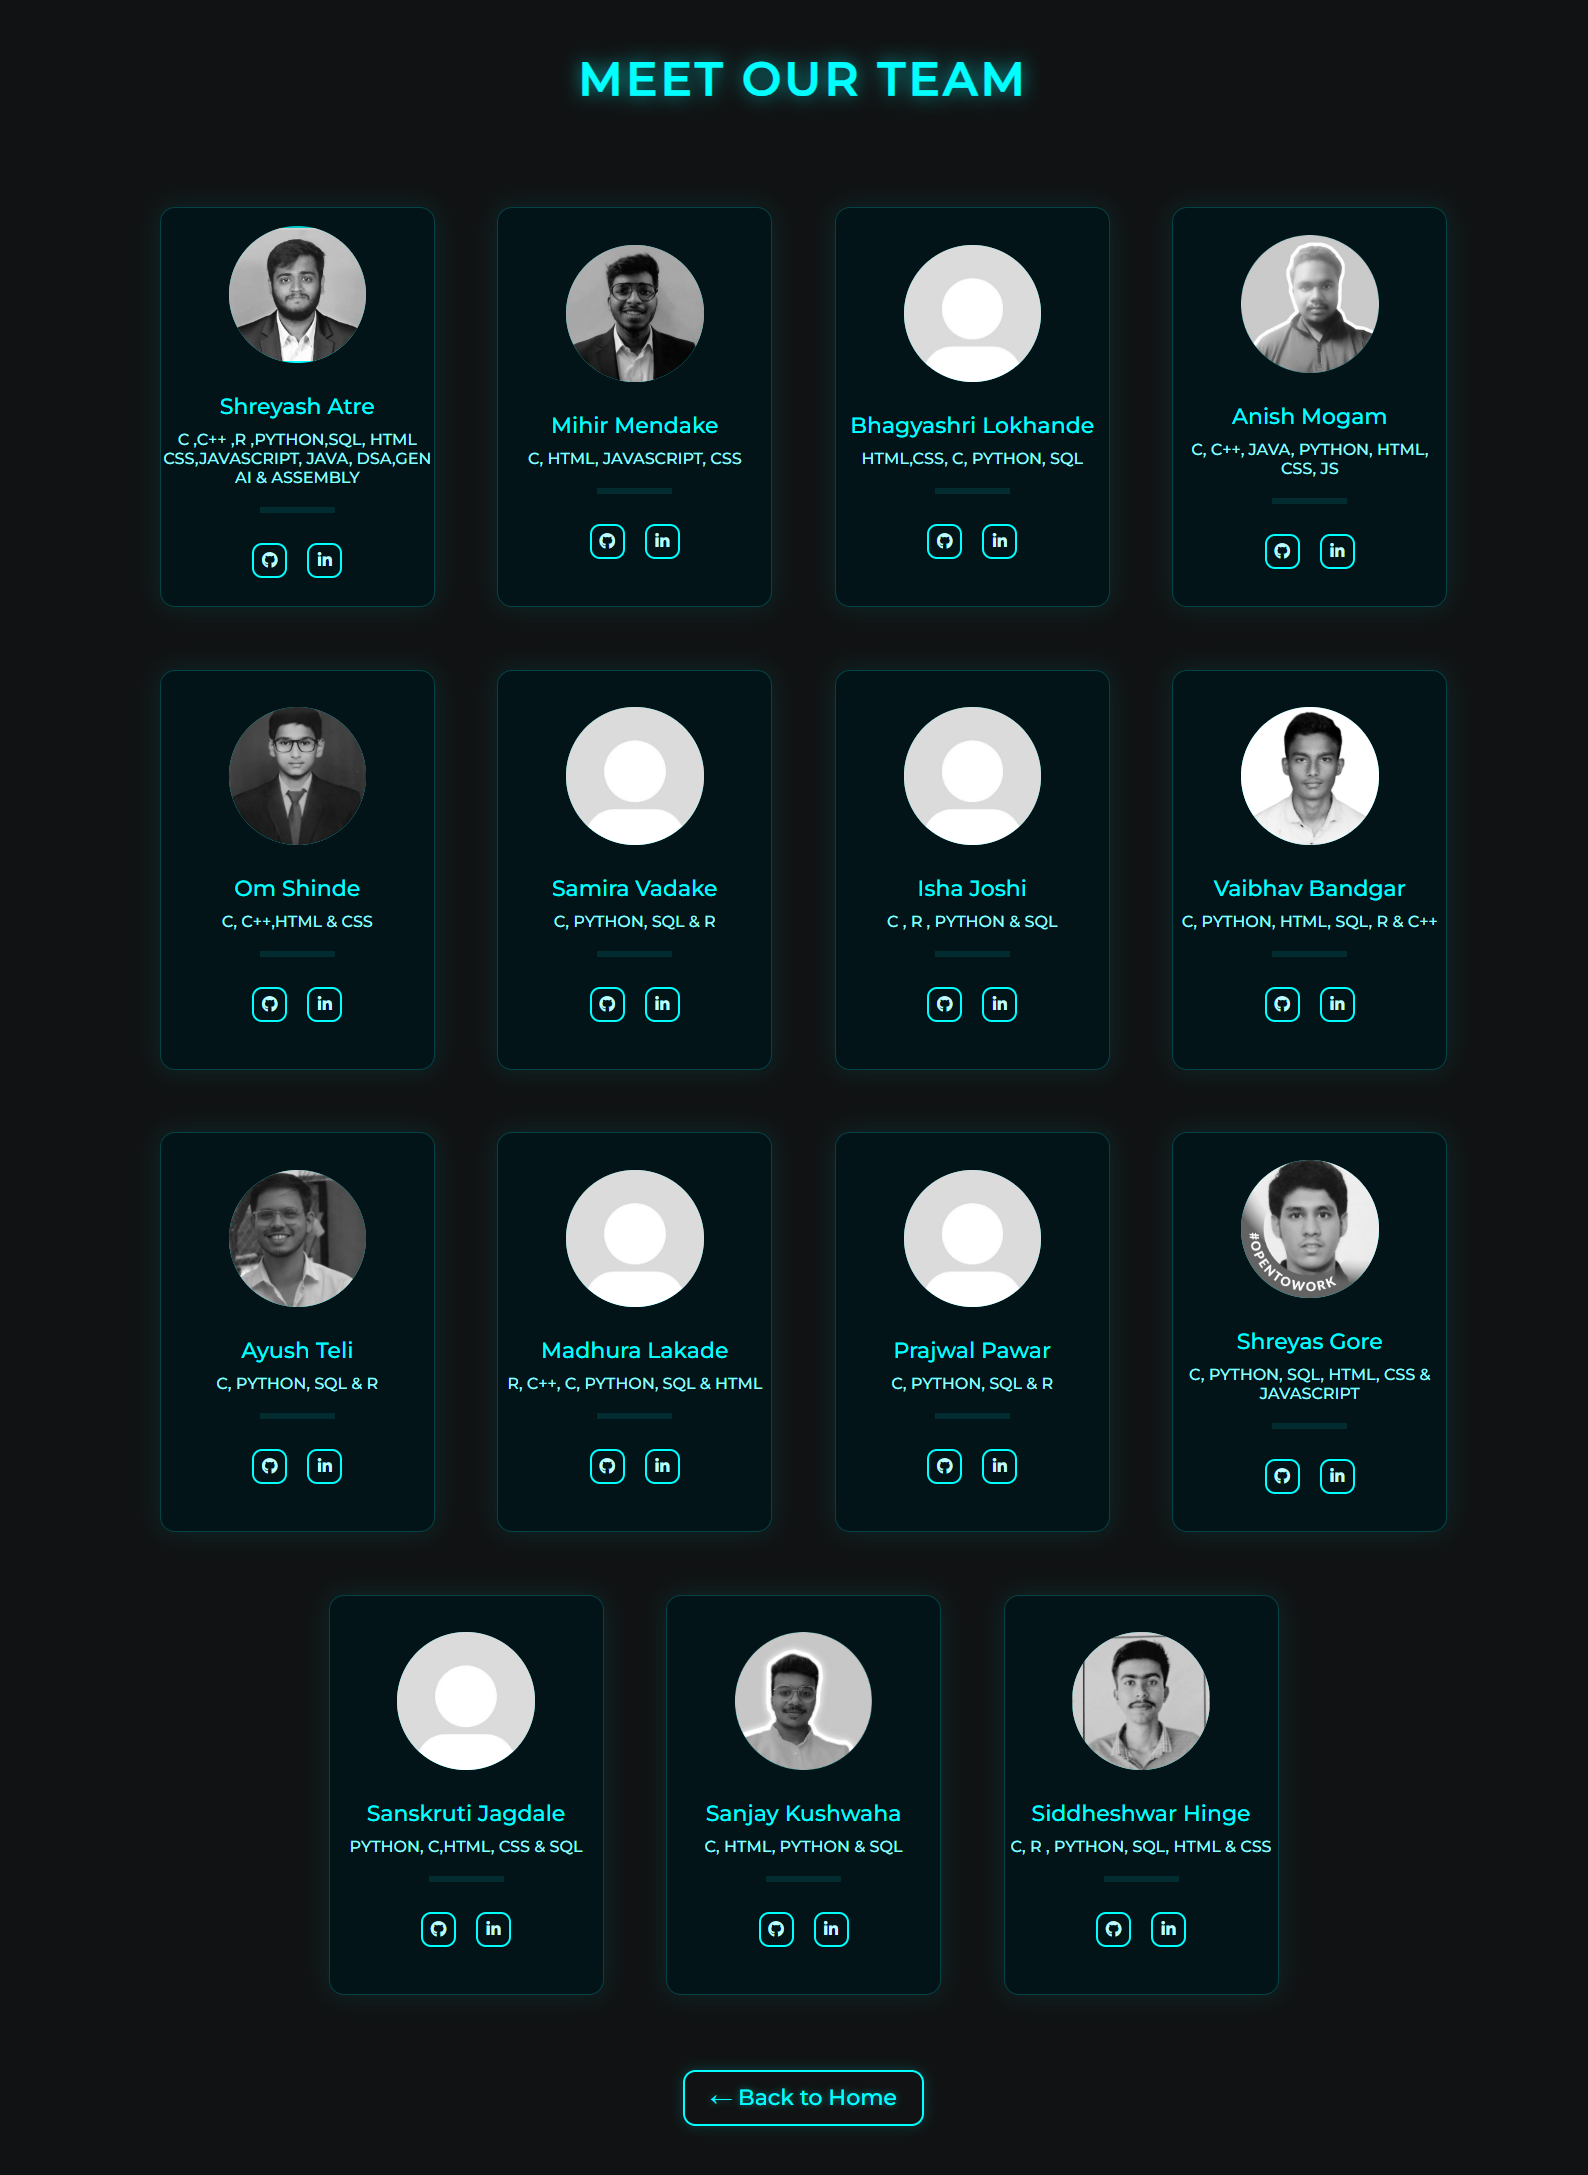 MEET OUR TEAM
Shreyash Atre
C ,C++ ,R ,PYTHON,SQL, HTML
CSS,JAVASCRIPT, JAVA, DSA,GEN
AI & ASSEMBLY
in
Mihir Mendake
C, HTML, JAVASCRIPT, CSS
in
Bhagyashri Lokhande
HTML,CSS, C, PYTHON, SQL
in
Anish Mogam
C, C++, JAVA, PYTHON, HTML,
CSS, JS
in
Om Shinde
C, C++,HTML & CSS
in
Samira Vadake
C, PYTHON, SQL & R
in
Isha Joshi
C , R , PYTHON & SQL
in
Vaibhav Bandgar
C, PYTHON, HTML, SQL, R & C++
in
Ayush Teli
C, PYTHON, SQL & R
in
Madhura Lakade
R, C++, C, PYTHON, SQL & HTML
in
Prajwal Pawar
C, PYTHON, SQL & R
in
#OPENTOWORK
Shreyas Gore
C, PYTHON, SQL, HTML, CSS &
JAVASCRIPT
in
Sanskruti Jagdale
PYTHON, C,HTML, CSS & SQL
in
Sanjay Kushwaha
C, HTML, PYTHON & SQL
in
Siddheshwar Hinge
C, R , PYTHON, SQL, HTML & CSS
in
← Back to Home